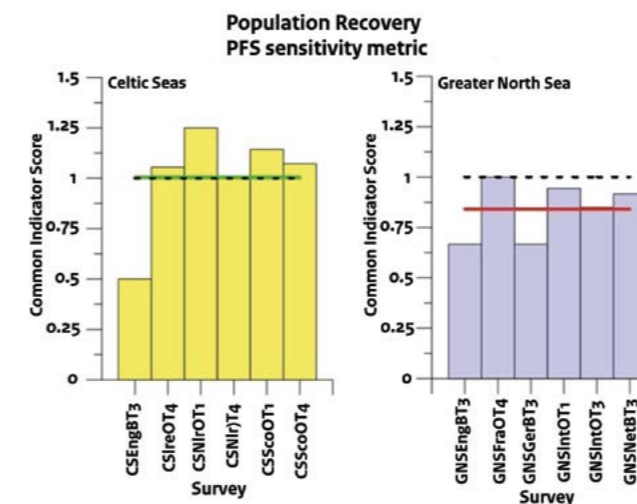 Population Recovery
PFS sensitivity metric
Celtic Seas
Common Indicator Score
1.5
1.25
1
0.75
0.5
0.25
0
CSEngBT3
CSIreOT4
CSNIrOT1
CSNIr)T4
CSScoOT1
CSScoOT4
Survey
Greater North Sea
Common Indicator Score
1.5
1.25
1
0.75
0.5
0.25
0
GNSEngBT3
GNSFraOT4
GNSGerBT3
GNSIntOT1
GNSIntOT3
GNSNetBT3
Survey